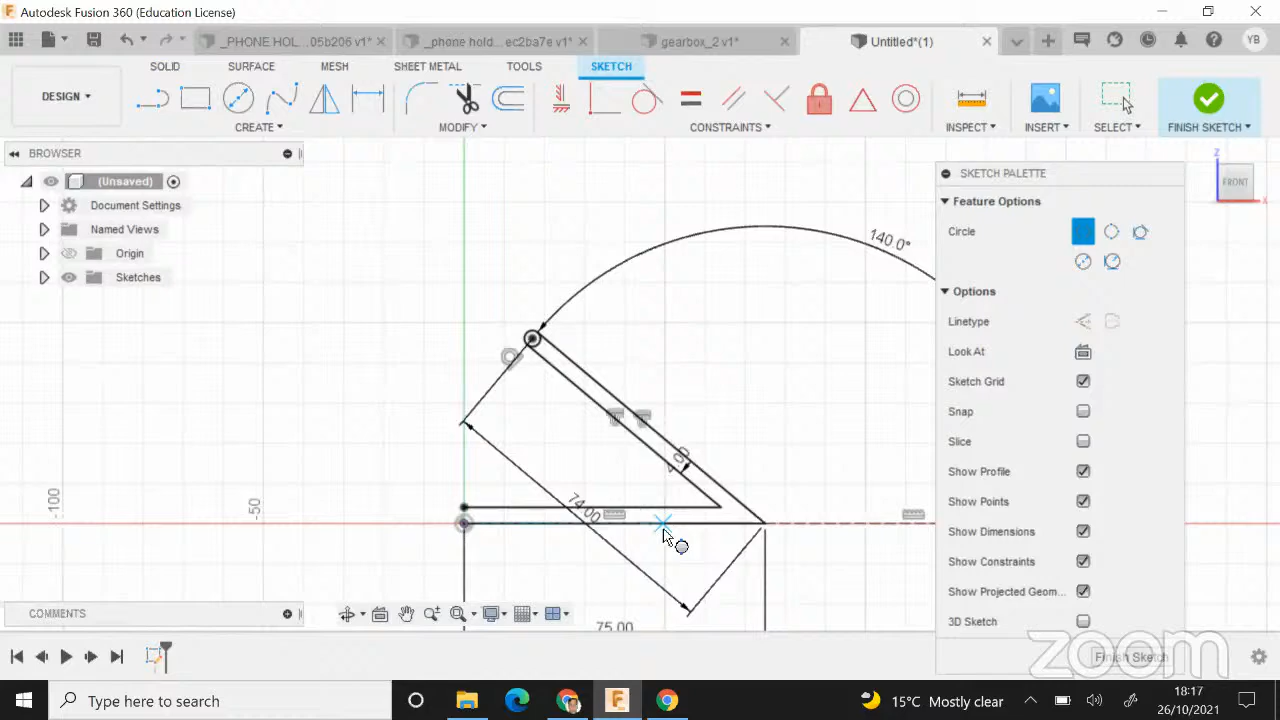 Autodesk Fusion 360 (Education License)
_PHONE HOL...05b206 v1*
_phone hold...ec2ba7e v1*
gearbox_2 v1*
Untitled*(1)
YB
SOLID
SURFACE
MESH
SHEET METAL
TOOLS
SKETCH
DESIGN
CREATE
MODIFY
CONSTRAINTS
INSPECT
INSERT
SELECT
FINISH SKETCH
BROWSER
(Unsaved)
Document Settings
Named Views
Origin
Sketches
SKETCH PALETTE
Feature Options
Circle
Options
Linetype
Look At
Sketch Grid
Snap
Slice
Show Profile
Show Points
Show Dimensions
Show Constraints
Show Projected Geom...
3D Sketch
Finish Sketch
Z
FRONT
X
140.0°
4.00
74.00
75.00
-100
-50
COMMENTS
zoom
Type here to search
15°C Mostly clear
18:17
26/10/2021